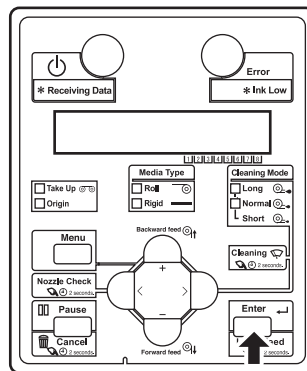 Error
* Receiving Data
* Ink Low
1 2 3 4 5 6 7 8
Media Type
Cleaning Mode
Take Up
Origin
Roll
Rigid
Long
Normal
Short
Menu
Backward feed
Cleaning
2 seconds.
Nozzle Check
2 seconds.
+
Pause
Enter
Cancel
2 seconds.
−
Forward feed
2 seconds.